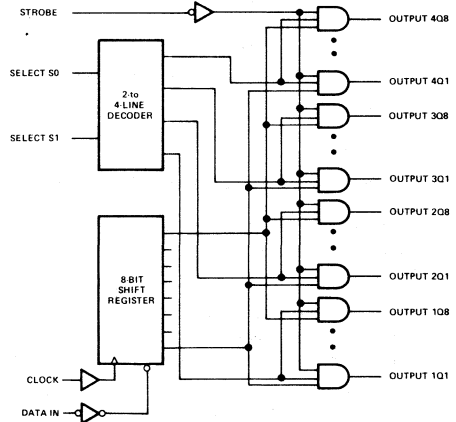 STROBE
OUTPUT 4Q8
SELECT S0
2-to
4-LINE
DECODER
OUTPUT 4Q1
OUTPUT 3Q8
SELECT S1
OUTPUT 3Q1
OUTPUT 2Q8
8-BIT
SHIFT
REGISTER
OUTPUT 2Q1
OUTPUT 1Q8
CLOCK
OUTPUT 1Q1
DATA IN